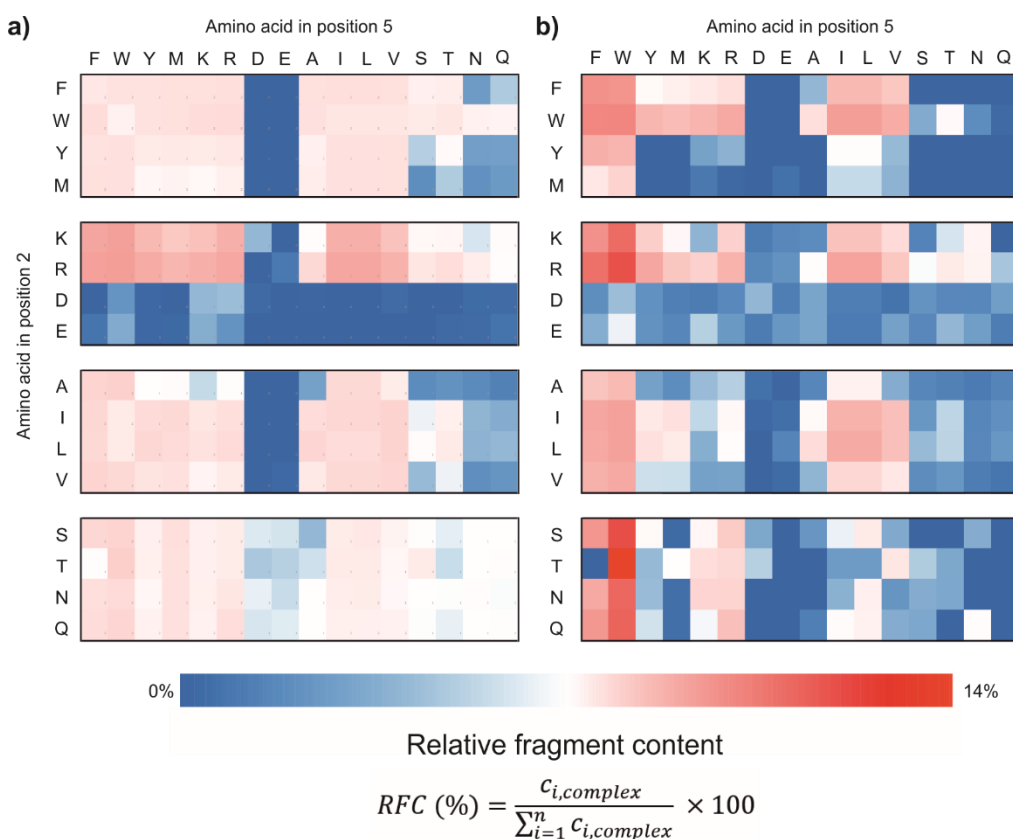 a)
Amino acid in position 5
F W Y M K R D E A I L V S T N Q
Amino acid in position 2
F
W
Y
M
K
R
D
E
A
I
L
V
S
T
N
Q
b)
Amino acid in position 5
F W Y M K R D E A I L V S T N Q
F
W
Y
M
K
R
D
E
A
I
L
V
S
T
N
Q
0%
14%
Relative fragment content
RFC (%) = c_{i,complex} / ∑_{i=1}^{n} c_{i,complex} × 100